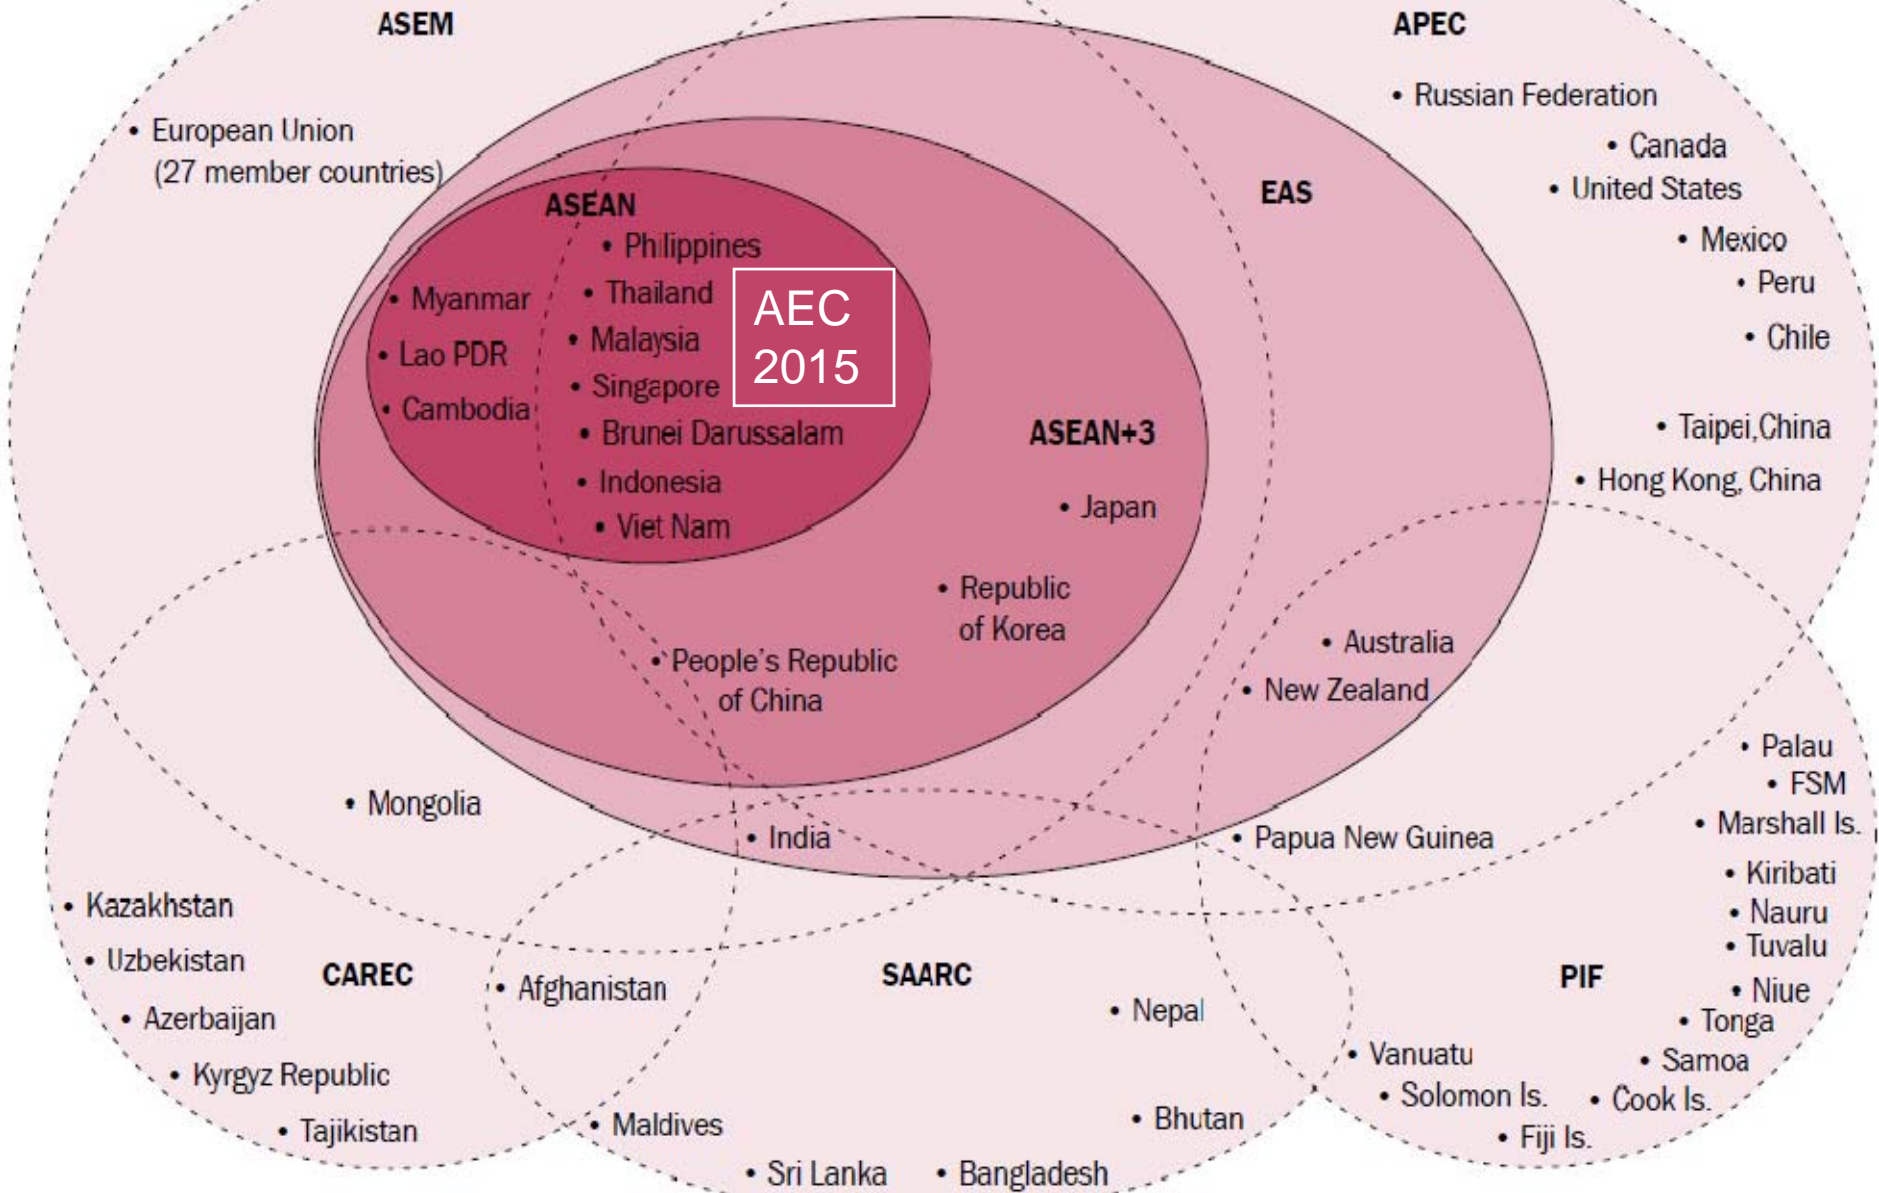 ASEM
APEC
• Russian Federation
• European Union
(27 member countries)
• Canada
• United States
EAS
ASEAN
• Philippines
• Mexico
• Peru
• Myanmar
• Thailand
AEC
2015
• Malaysia
• Chile
• Lao PDR
• Singapore
• Cambodia
• Brunei Darussalam
ASEAN+3
• Taipei,China
• Indonesia
• Hong Kong, China
• Viet Nam
• Japan
• Republic
of Korea
• People's Republic
of China
• Australia
• New Zealand
• Palau
• FSM
• Mongolia
• Marshall Is.
• India
• Papua New Guinea
• Kiribati
• Kazakhstan
• Nauru
• Tuvalu
• Uzbekistan
CAREC
• Afghanistan
SAARC
PIF
• Niue
• Nepal
• Azerbaijan
• Tonga
• Vanuatu
• Samoa
• Kyrgyz Republic
• Solomon Is.
• Cook Is.
• Tajikistan
• Maldives
• Bhutan
• Fiji Is.
• Sri Lanka
• Bangladesh